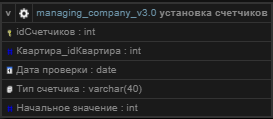 v managing_company_v3.0 установка счетчиков
idСчетчиков : int
Квартира_idКвартира : int
Дата проверки : date
Тип счетчика : varchar(40)
Начальное значение : int